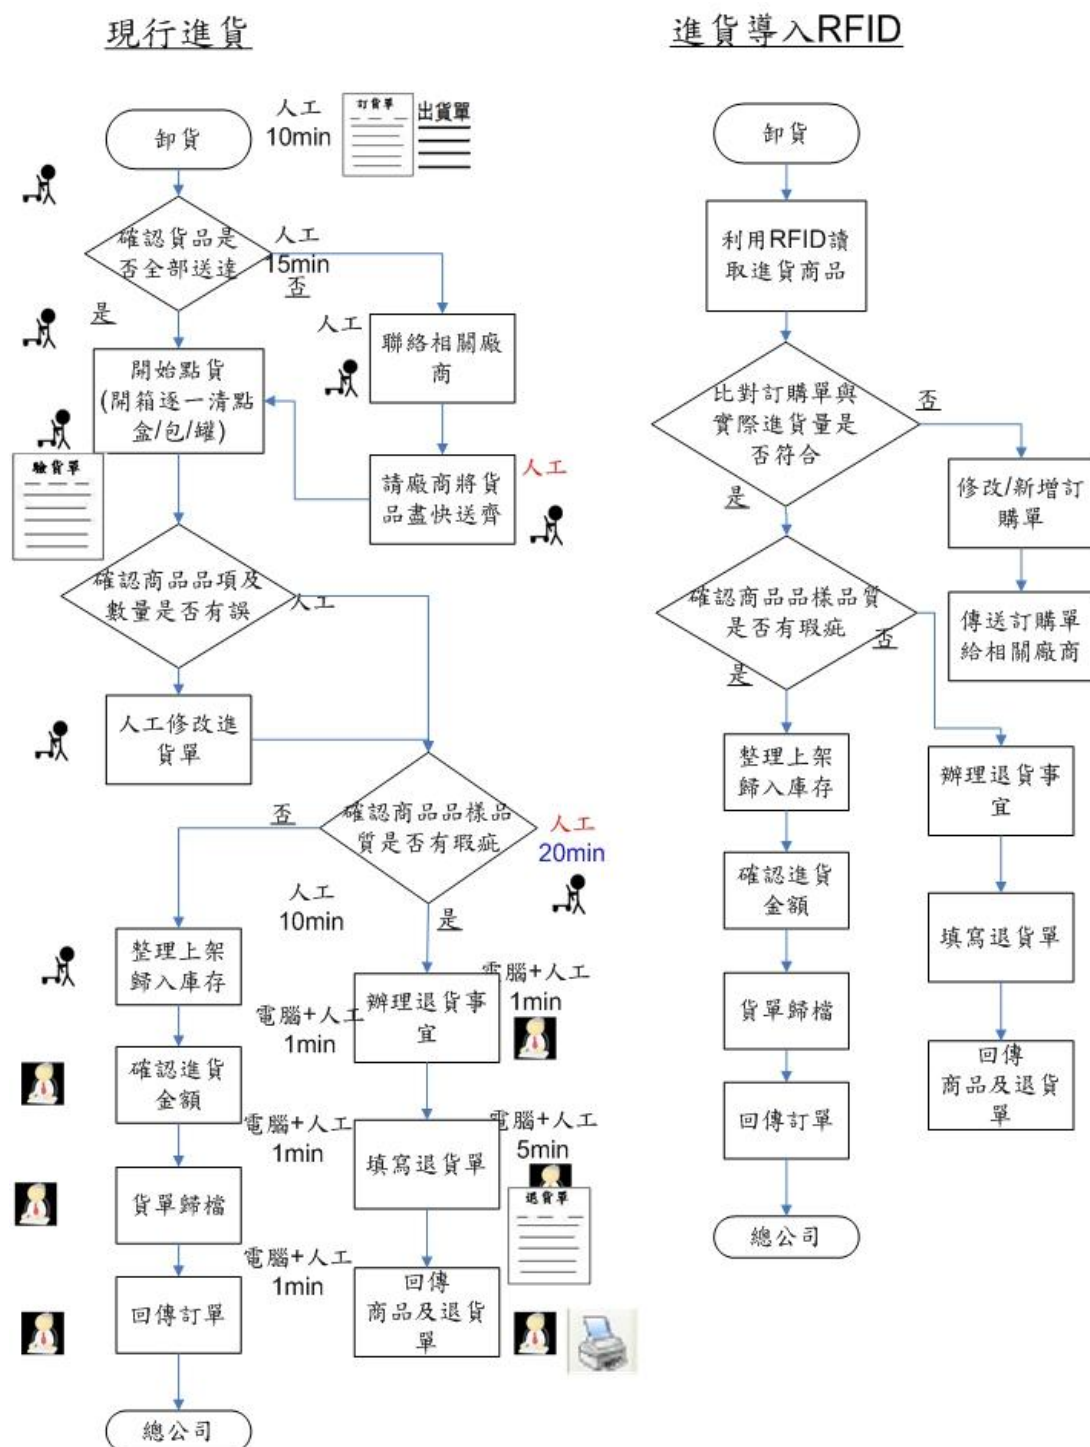 現行進貨
人工
10min
訂貨單
出貨單
卸貨
確認貨品是
否全部送達
人工
15min
否
是
人工
聯絡相關廠
商
開始點貨
(開箱逐一清點
盒/包/罐)
驗貨單
請廠商將貨
品盡快送齊
人工
確認商品品項及
數量是否有誤
人工
人工修改進
貨單
確認商品品樣品
質是否有瑕疵
否
人工
20min
人工
10min
是
整理上架
歸入庫存
辦理退貨事
宜
電腦+人工
1min
電腦+人工
1min
確認進貨
金額
電腦+人工
1min
填寫退貨單
電腦+人工
5min
退貨單
貨單歸檔
電腦+人工
1min
回傳
商品及退貨
單
回傳訂單
總公司
進貨導入RFID
卸貨
利用RFID讀
取進貨商品
比對訂購單與
實際進貨量是
否符合
否
是
修改/新增訂
購單
傳送訂購單
給相關廠商
確認商品品樣品質
是否有瑕疵
否
是
整理上架
歸入庫存
辦理退貨事
宜
確認進貨
金額
填寫退貨單
貨單歸檔
回傳
商品及退貨
單
回傳訂單
總公司